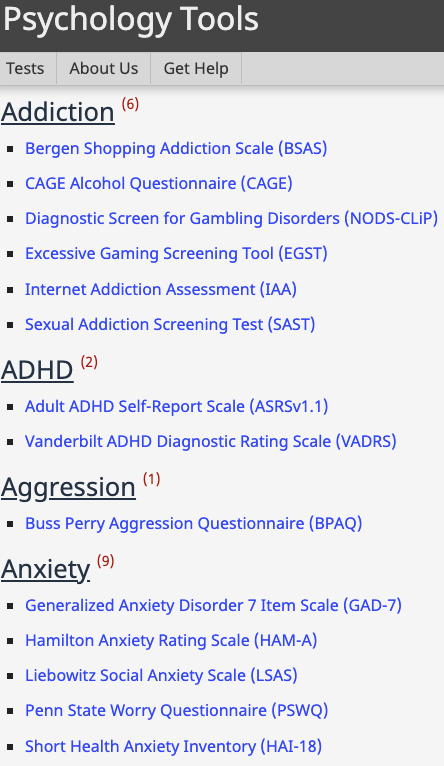 Psychology Tools
Tests About Us Get Help
Addiction (6)
Bergen Shopping Addiction Scale (BSAS)
CAGE Alcohol Questionnaire (CAGE)
Diagnostic Screen for Gambling Disorders (NODS-CLiP)
Excessive Gaming Screening Tool (EGST)
Internet Addiction Assessment (IAA)
Sexual Addiction Screening Test (SAST)
ADHD (2)
Adult ADHD Self-Report Scale (ASRSv1.1)
Vanderbilt ADHD Diagnostic Rating Scale (VADRS)
Aggression (1)
Buss Perry Aggression Questionnaire (BPAQ)
Anxiety (9)
Generalized Anxiety Disorder 7 Item Scale (GAD-7)
Hamilton Anxiety Rating Scale (HAM-A)
Liebowitz Social Anxiety Scale (LSAS)
Penn State Worry Questionnaire (PSWQ)
Short Health Anxiety Inventory (HAI-18)